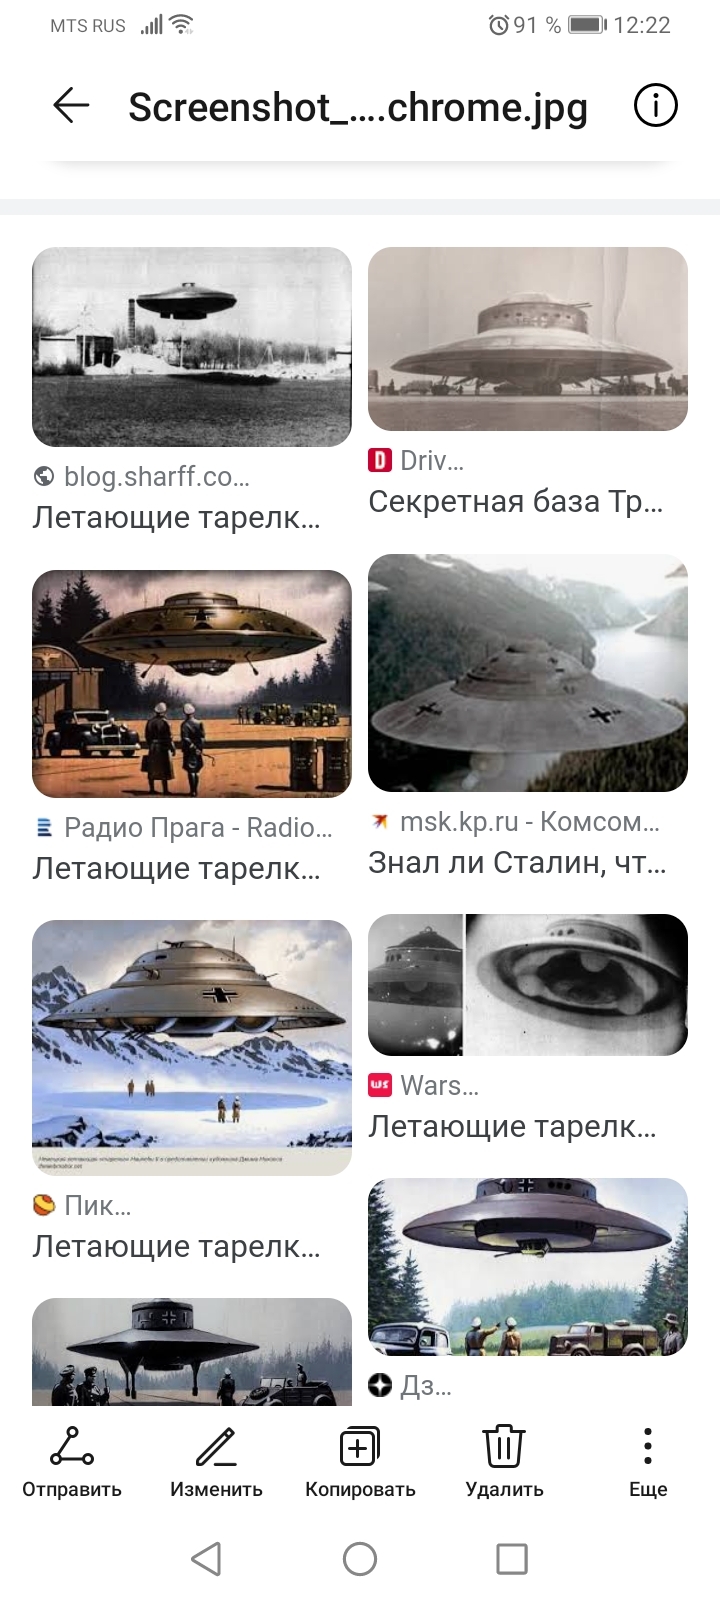 MTS RUS
91 %
12:22
Screenshot_....chrome.jpg
blog.sharff.co...
Летающие тарелк...
Driv...
Секретная база Тр...
Радио Прага - Radio...
Летающие тарелк...
msk.kp.ru - Комсом...
Знал ли Сталин, чт...
Пик...
Летающие тарелк...
ws Wars...
Летающие тарелк...
Дз...
Отправить
Изменить
Копировать
Удалить
Еще